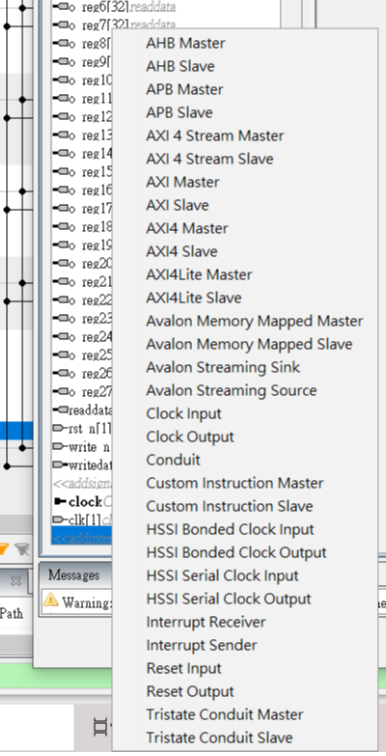 reg6[32] readdata
reg7[32] readdata
reg8[
reg9[
reg10
reg11
reg12
reg13
reg14
reg15
reg16
reg17
reg18
reg19
reg20
reg21
reg22
reg23
reg24
reg25
reg26
reg27
readdata
rst_n[1]
write_n
writedat
<<addsign
clock
clk[1]
<<addinte
Messages
Warning:
Path
AHB Master
AHB Slave
APB Master
APB Slave
AXI 4 Stream Master
AXI 4 Stream Slave
AXI Master
AXI Slave
AXI4 Master
AXI4 Slave
AXI4Lite Master
AXI4Lite Slave
Avalon Memory Mapped Master
Avalon Memory Mapped Slave
Avalon Streaming Sink
Avalon Streaming Source
Clock Input
Clock Output
Conduit
Custom Instruction Master
Custom Instruction Slave
HSSI Bonded Clock Input
HSSI Bonded Clock Output
HSSI Serial Clock Input
HSSI Serial Clock Output
Interrupt Receiver
Interrupt Sender
Reset Input
Reset Output
Tristate Conduit Master
Tristate Conduit Slave